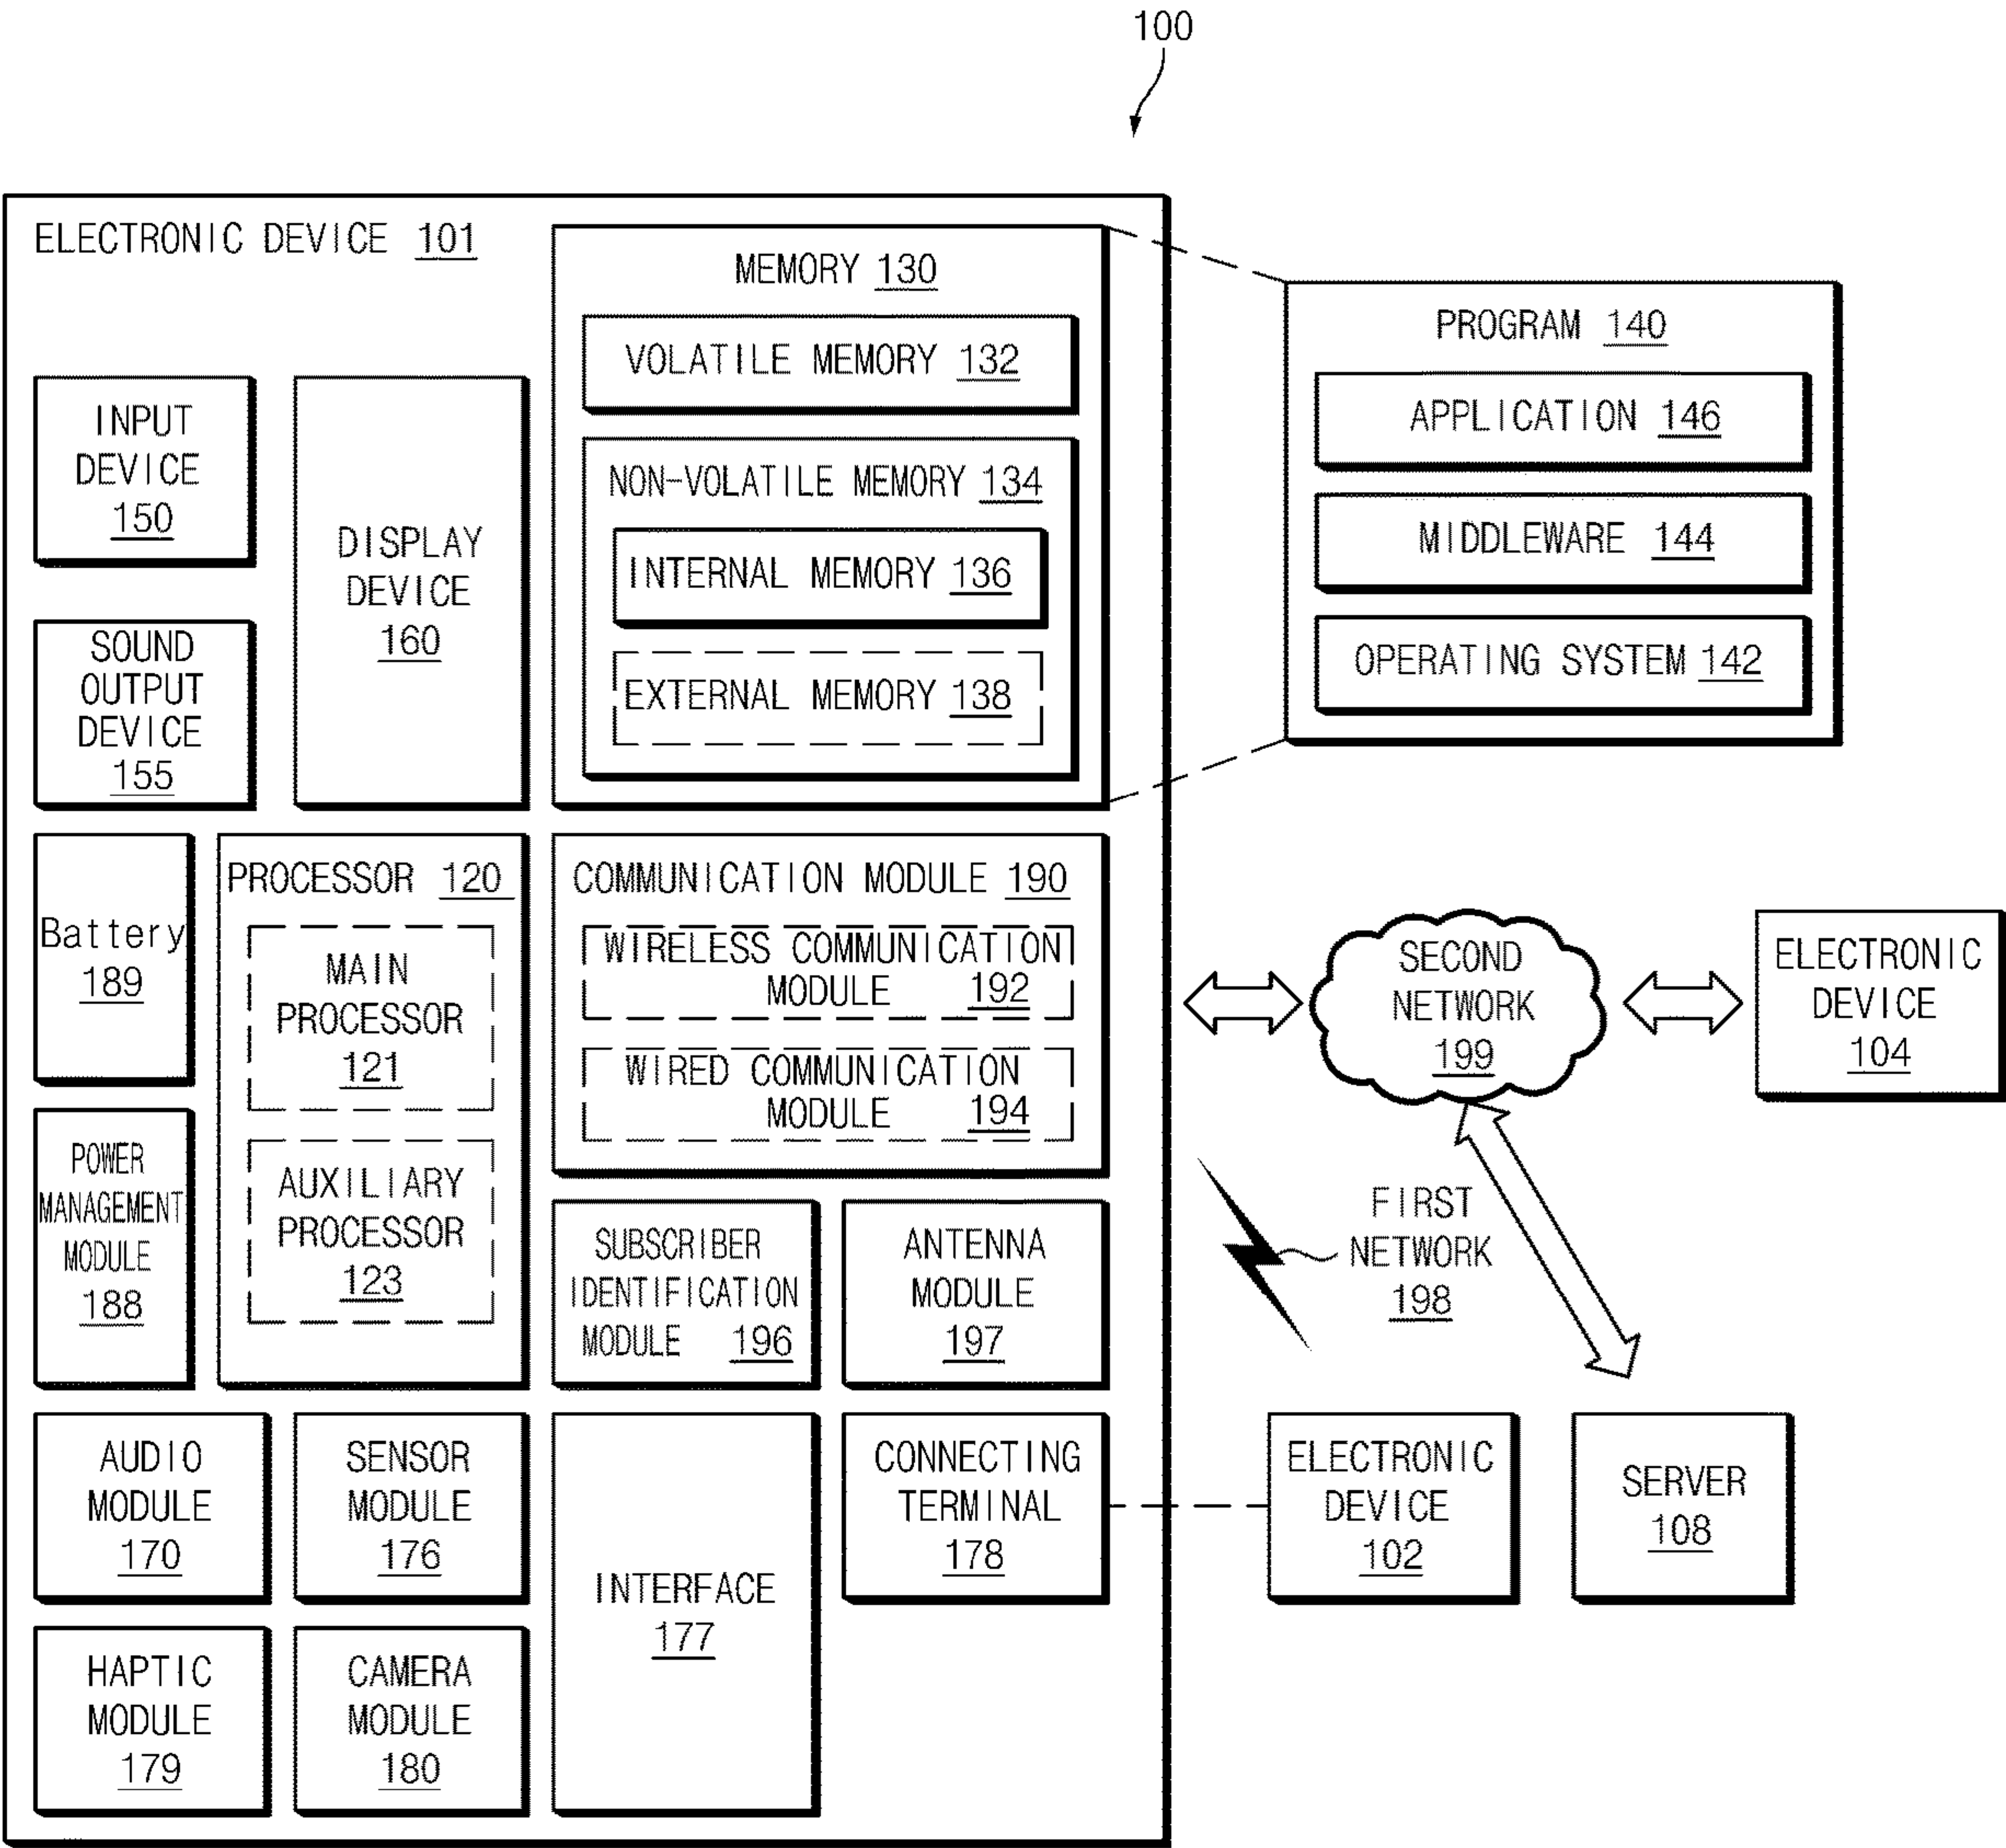 100
ELECTRONIC DEVICE 101
MEMORY 130
VOLATILE MEMORY 132
NON-VOLATILE MEMORY 134
INTERNAL MEMORY 136
EXTERNAL MEMORY 138
PROGRAM 140
APPLICATION 146
MIDDLEWARE 144
OPERATING SYSTEM 142
INPUT
DEVICE
150
DISPLAY
DEVICE
160
SOUND
OUTPUT
DEVICE
155
Battery
189
PROCESSOR 120
MAIN
PROCESSOR
121
AUXILIARY
PROCESSOR
123
COMMUNICATION MODULE 190
WIRELESS COMMUNICATION
MODULE 192
WIRED COMMUNICATION
MODULE 194
SECOND
NETWORK
199
ELECTRONIC
DEVICE
104
POWER
MANAGEMENT
MODULE
188
SUBSCRIBER
IDENTIFICATION
MODULE 196
ANTENNA
MODULE
197
FIRST
NETWORK
198
AUDIO
MODULE
170
SENSOR
MODULE
176
INTERFACE
177
CONNECTING
TERMINAL
178
ELECTRONIC
DEVICE
102
SERVER
108
HAPTIC
MODULE
179
CAMERA
MODULE
180